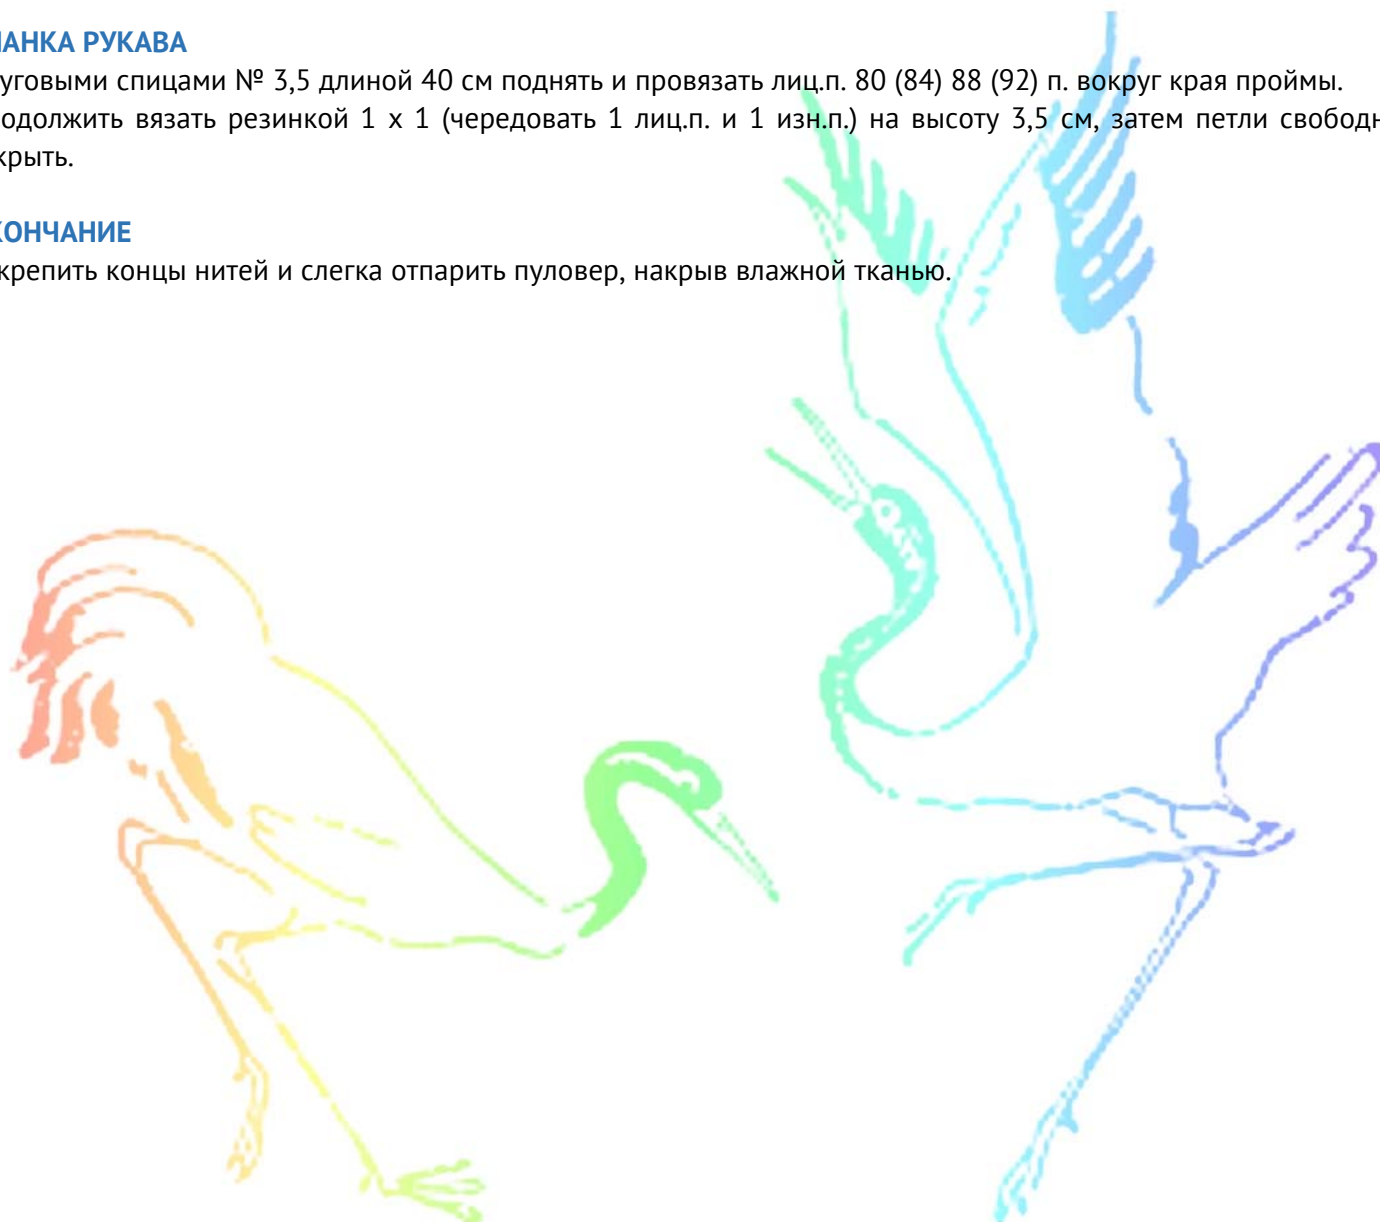 ЛАНКА РУКАВА
уговыми спицами № 3,5 длиной 40 см поднять и провязать лиц.п. 80 (84) 88 (92) п. вокруг края проймы.
одолжить вязать резинкой 1 х 1 (чередовать 1 лиц.п. и 1 изн.п.) на высоту 3,5 см, затем петли свободн
крыть.
КОНЧАНИЕ
крепить концы нитей и слегка отпарить пуловер, накрыв влажной тканью.